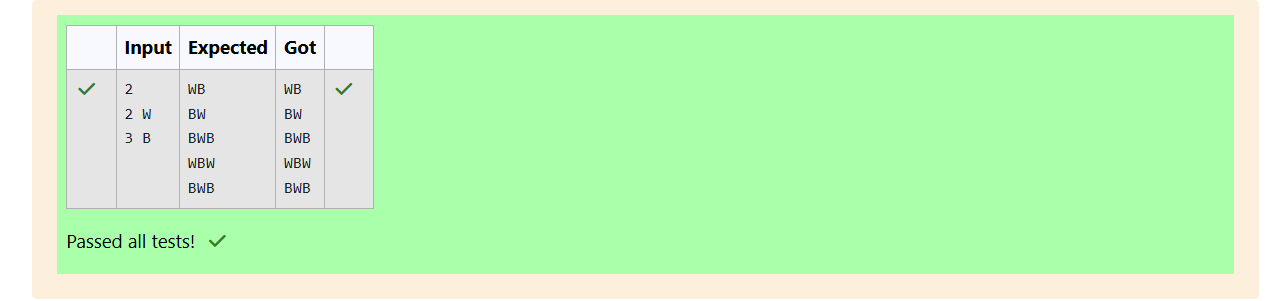 Input Expected Got
2 WB WB
2 W BW BW
3 B BWB BWB
WBW WBW
BWB BWB
Passed all tests!